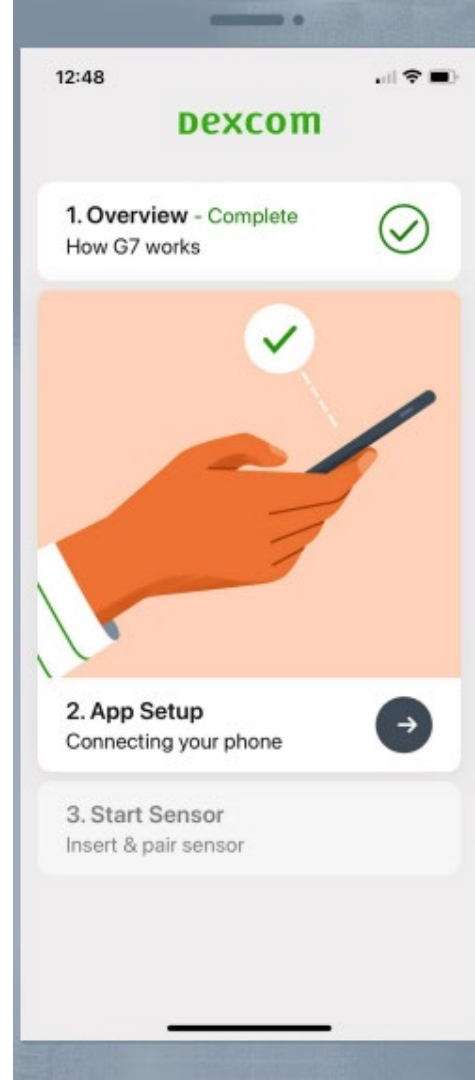 12:48
Dexcom
1. Overview - Complete
How G7 works
2. App Setup
Connecting your phone
3. Start Sensor
Insert & pair sensor